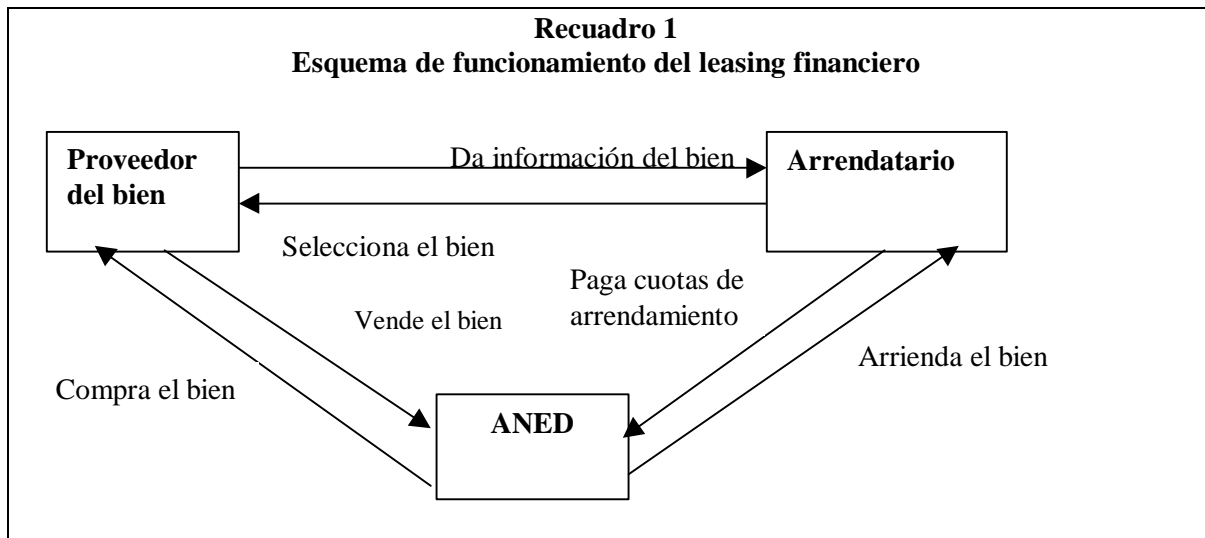 Recuadro 1
Esquema de funcionamiento del leasing financiero
Proveedor
del bien
Da información del bien
Arrendatario
Selecciona el bien
Paga cuotas de
arrendamiento
Vende el bien
Arrienda el bien
Compra el bien
ANED